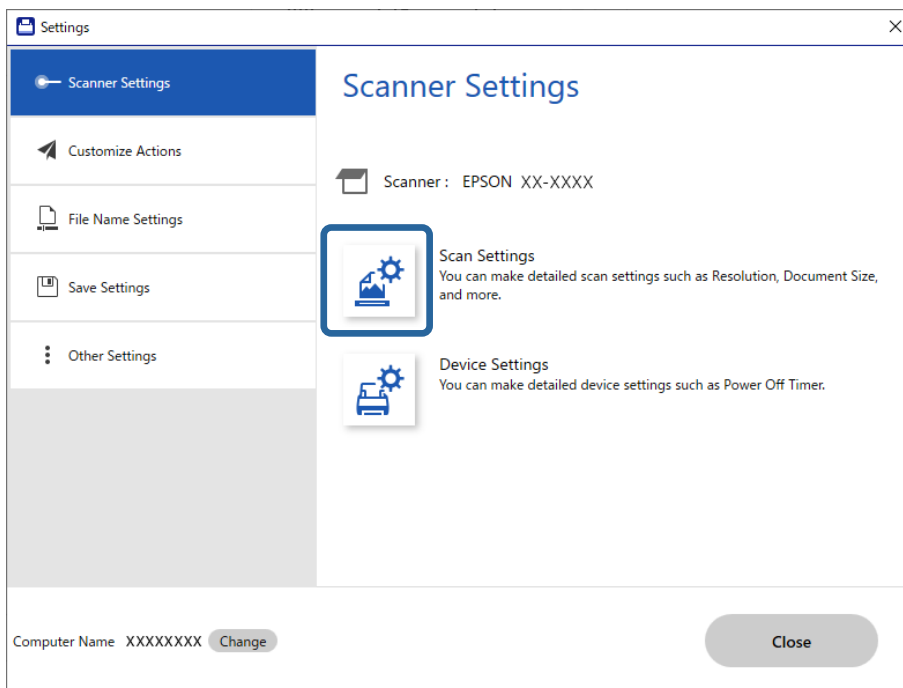 Settings
Scanner Settings
Customize Actions
File Name Settings
Save Settings
Other Settings
Scanner Settings
Scanner : EPSON XX-XXXX
Scan Settings
You can make detailed scan settings such as Resolution, Document Size,
and more.
Device Settings
You can make detailed device settings such as Power Off Timer.
Computer Name XXXXXXXX Change
Close